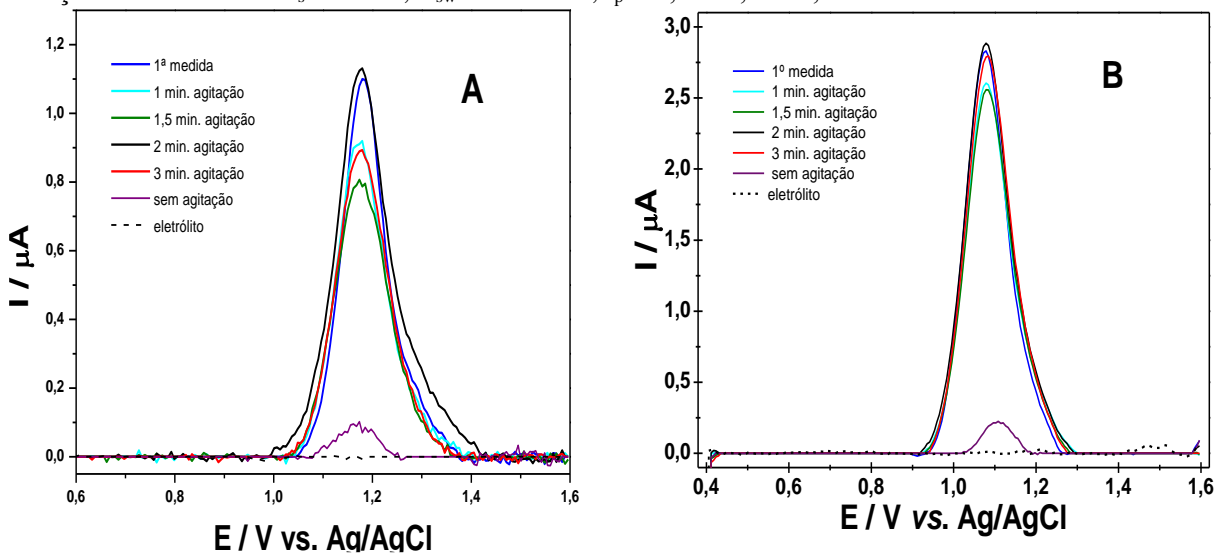 A
1ª medida
1 min. agitação
1,5 min. agitação
2 min. agitação
3 min. agitação
sem agitação
eletrólito
I / µA
1,2
1,0
0,8
0,6
0,4
0,2
0,0
0,6 0,8 1,0 1,2 1,4 1,6
E / V vs. Ag/AgCl
B
1º medida
1 min. agitação
1,5 min. agitação
2 min. agitação
3 min. agitação
sem agitação
eletrólito
I / µA
3,0
2,5
2,0
1,5
1,0
0,5
0,0
0,4 0,6 0,8 1,0 1,2 1,4 1,6
E / V vs. Ag/AgCl